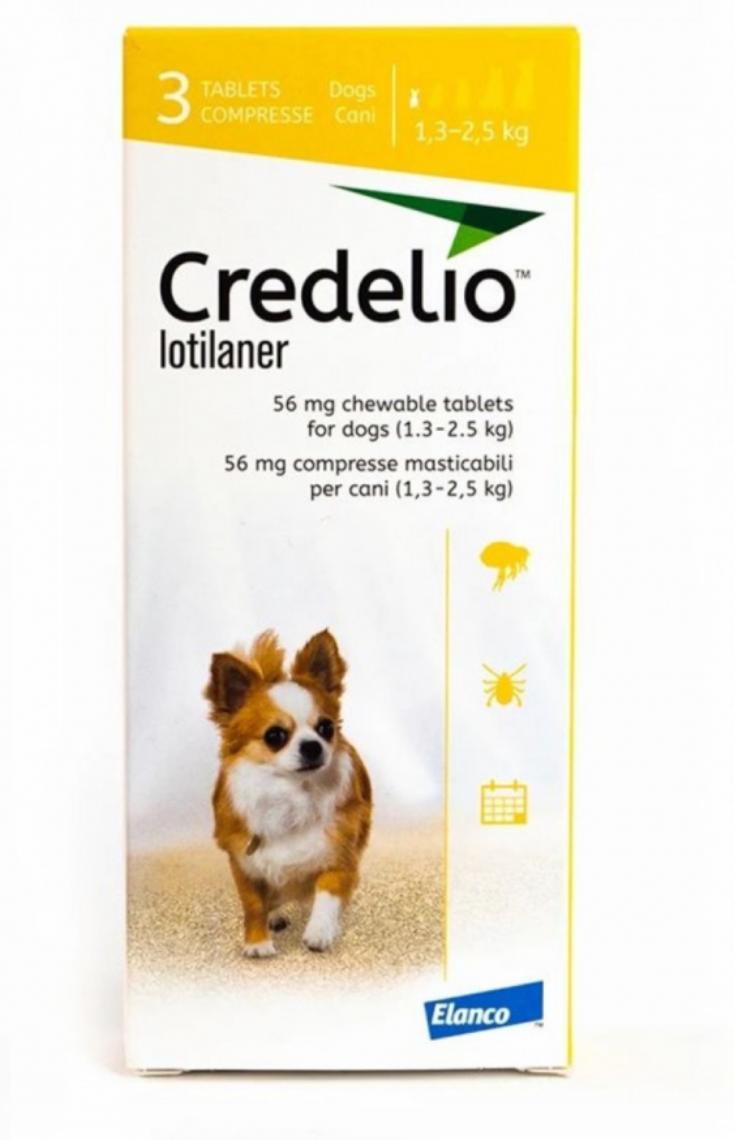 3 TABLETS Dogs
COMPRESSE Cani
1,3–2,5 kg
Credelio™
lotilaner
56 mg chewable tablets
for dogs (1.3-2.5 kg)
56 mg compresse masticabili
per cani (1,3-2,5 kg)
Elanco™